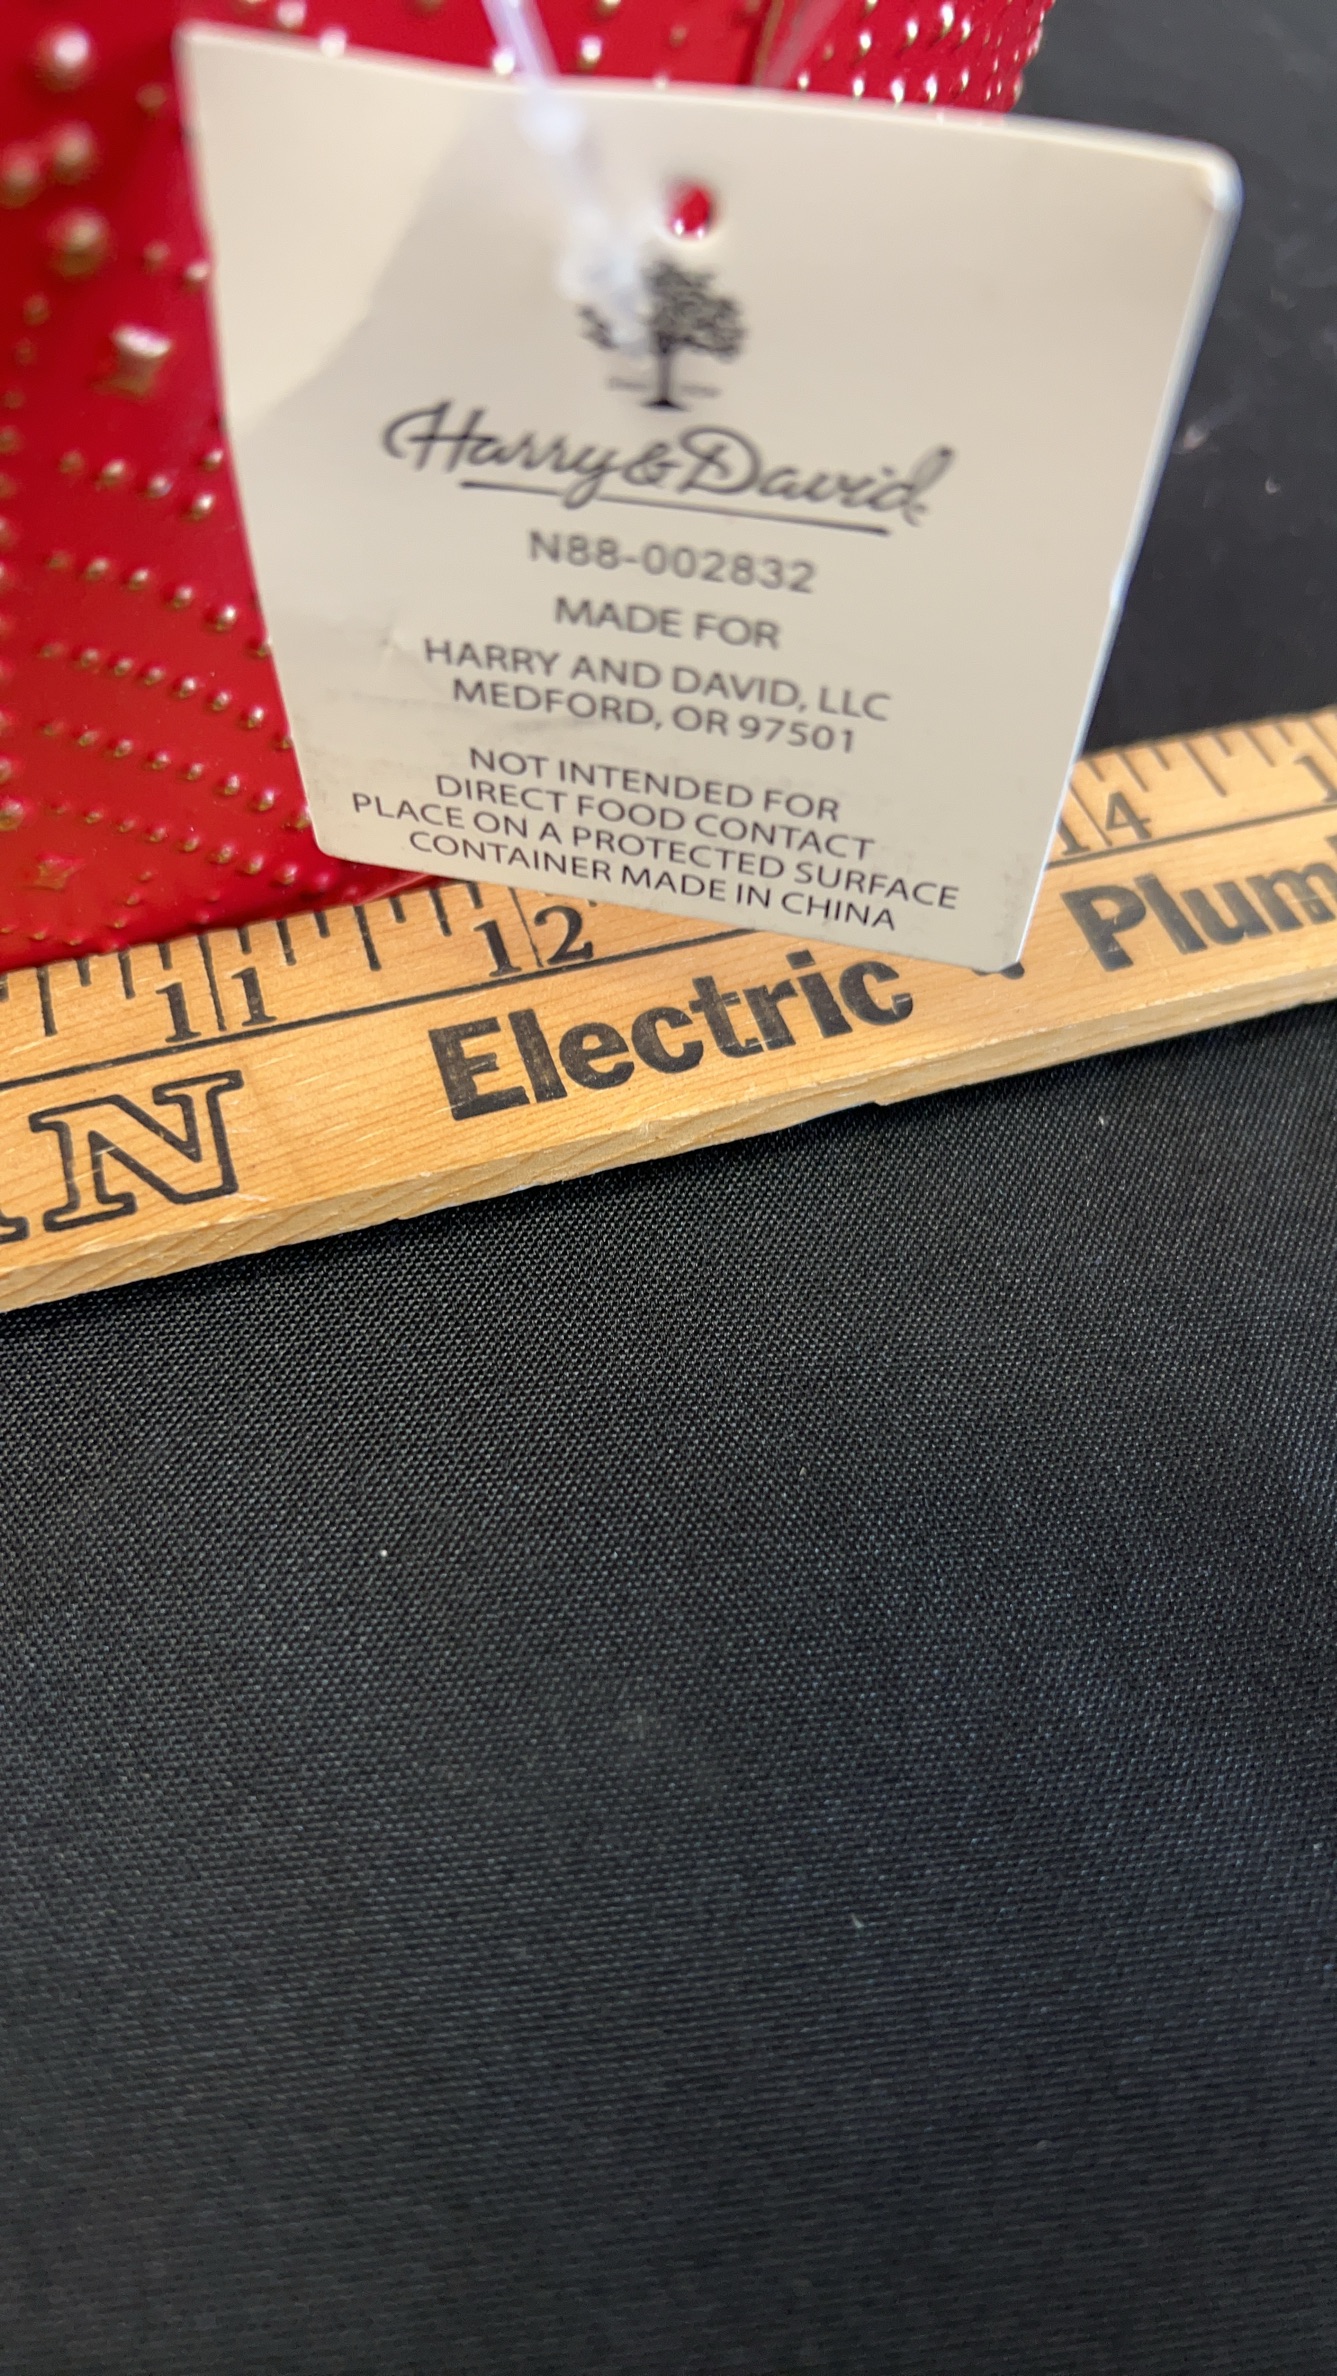 Harry & David
N88-002832
MADE FOR
HARRY AND DAVID, LLC
MEDFORD, OR 97501
NOT INTENDED FOR
DIRECT FOOD CONTACT
PLACE ON A PROTECTED SURFACE
CONTAINER MADE IN CHINA
11 12 14
N Electric • Plum